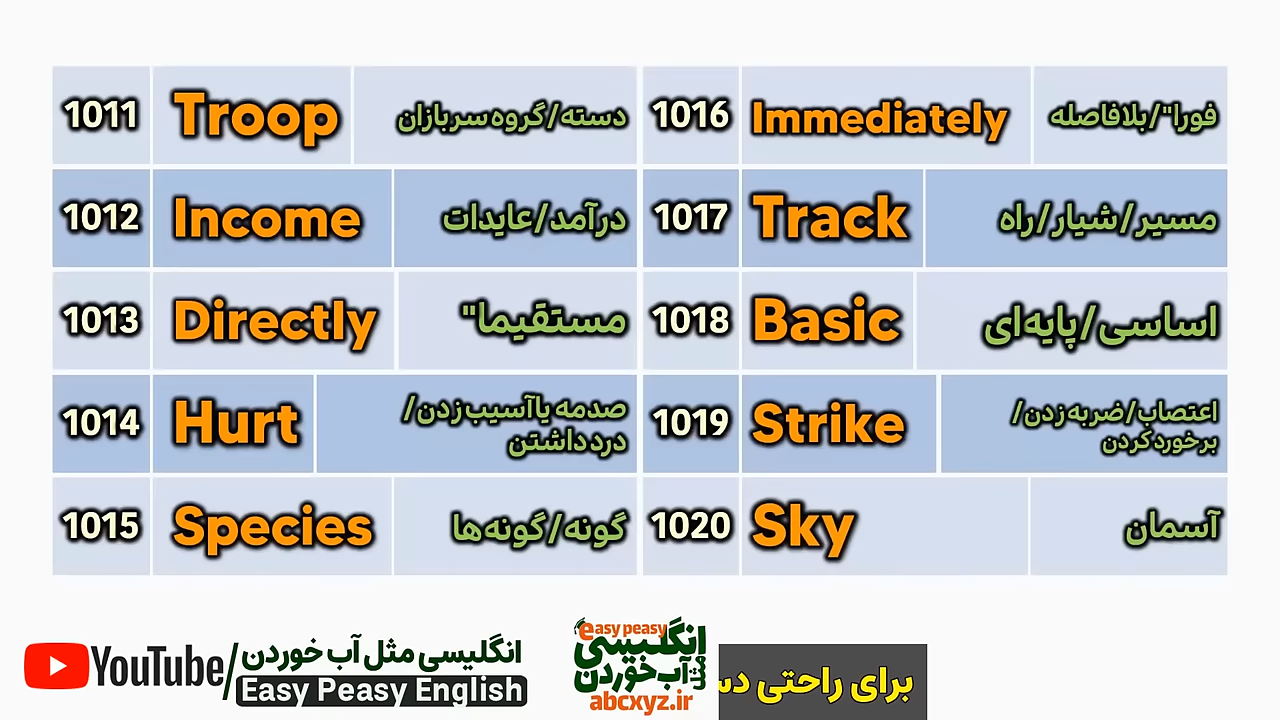 1011 Troop دسته/گروه سربازان
1012 Income درآمد/عایدات
1013 Directly مستقیما"
1014 Hurt صدمه یا آسیب زدن/
درد داشتن
1015 Species گونه/گونه‌ها
1016 Immediately فورا"/بلافاصله
1017 Track مسیر/شیار/راه
1018 Basic اساسی/پایه‌ای
1019 Strike اعتصاب/ضربه زدن/
برخورد کردن
1020 Sky آسمان
YouTube/انگلیسی مثل آب خوردن
Easy Peasy English
easy peasy
انگلیسی
مثل آب خوردن
abcxyz.ir
برای راحتی